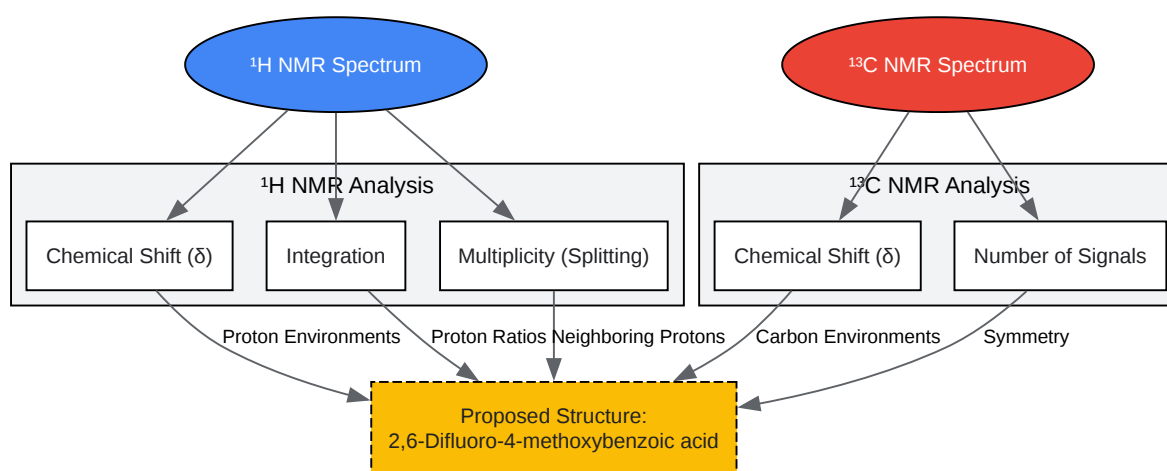 ¹H NMR Spectrum
¹³C NMR Spectrum
¹H NMR Analysis
¹³C NMR Analysis
Chemical Shift (δ)
Integration
Multiplicity (Splitting)
Chemical Shift (δ)
Number of Signals
Proton Environments
Proton Ratios
Neighboring Protons
Carbon Environments
Symmetry
Proposed Structure:
2,6-Difluoro-4-methoxybenzoic acid